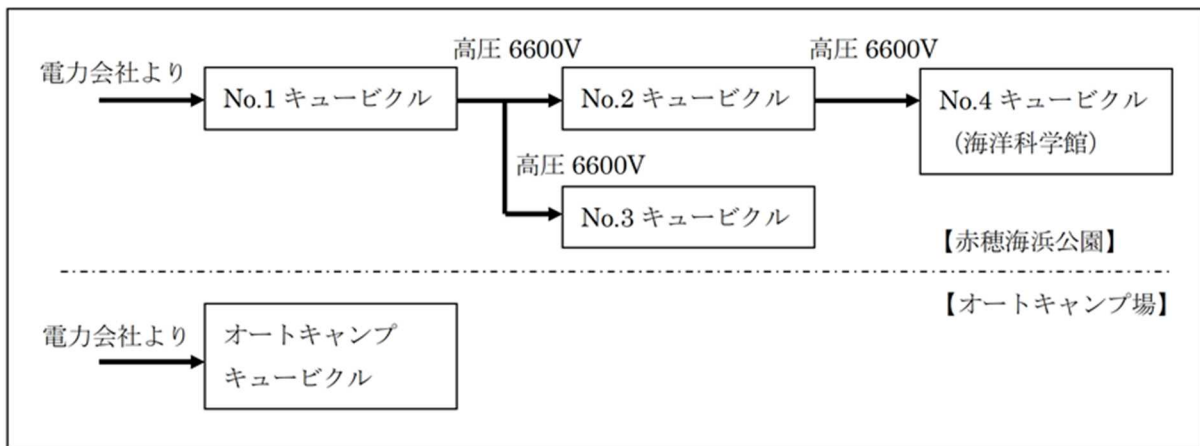 高圧 6600V
高圧 6600V
電力会社より
No.1 キュービクル
No.2 キュービクル
No.4 キュービクル
(海洋科学館)
高圧 6600V
No.3 キュービクル
【赤穂海浜公園】
【オートキャンプ場】
電力会社より
オートキャンプ
キュービクル